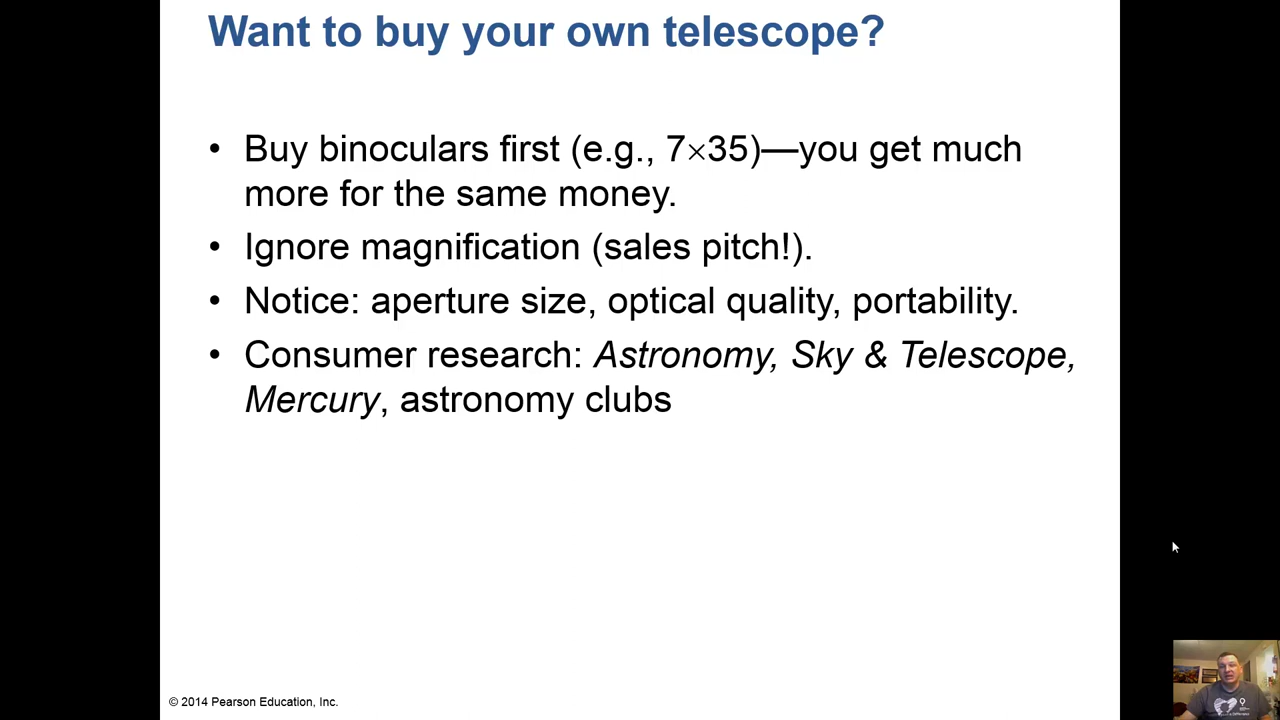 Want to buy your own telescope?
• Buy binoculars first (e.g., 7×35)—you get much
more for the same money.
• Ignore magnification (sales pitch!).
• Notice: aperture size, optical quality, portability.
• Consumer research: Astronomy, Sky & Telescope,
Mercury, astronomy clubs
© 2014 Pearson Education, Inc.